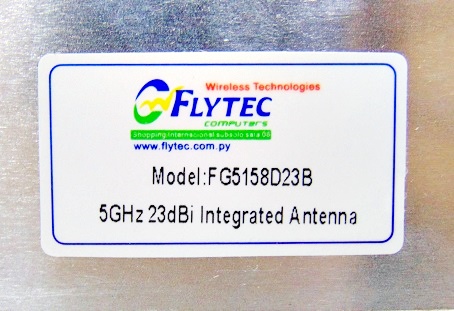 Wireless Technologies
FLYTEC
COMPUTERS
Shopping Internacional subsolo sala 06
www.flytec.com.py
Model:FG5158D23B
5GHz 23dBi Integrated Antenna